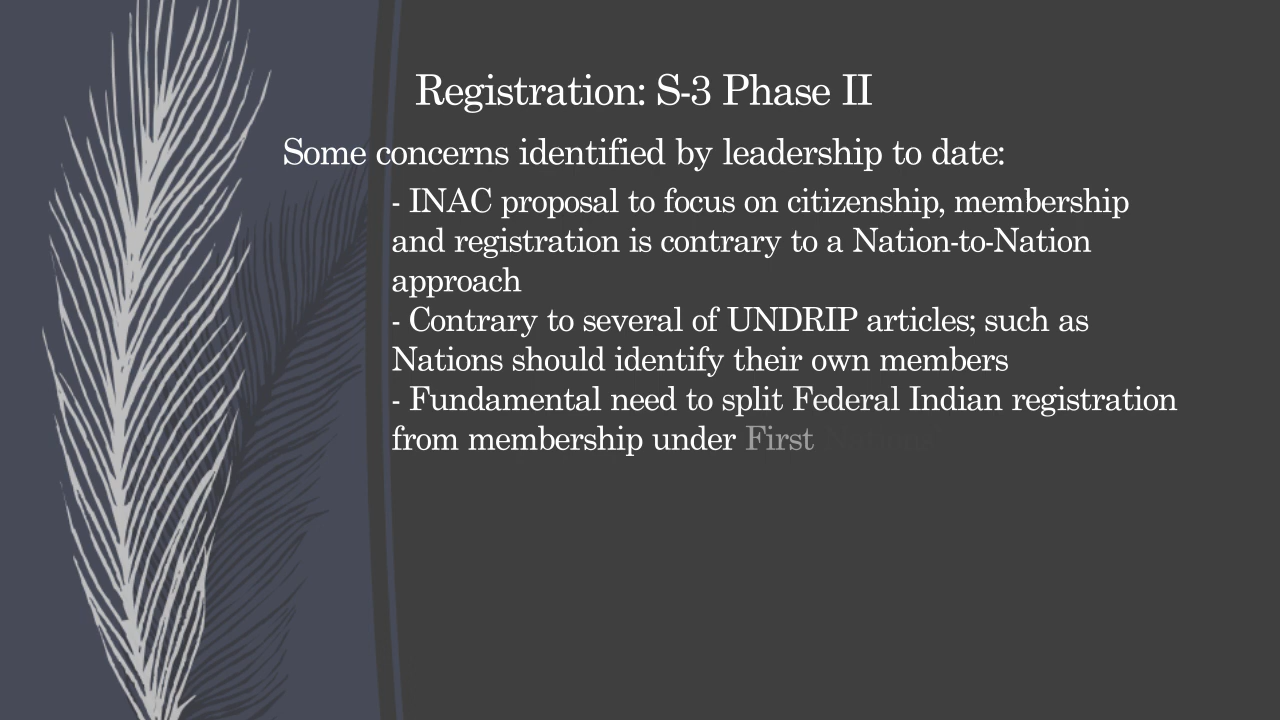 Registration: S-3 Phase II
Some concerns identified by leadership to date:
- INAC proposal to focus on citizenship, membership
and registration is contrary to a Nation-to-Nation
approach
- Contrary to several of UNDRIP articles; such as
Nations should identify their own members
- Fundamental need to split Federal Indian registration
from membership under First Nations'